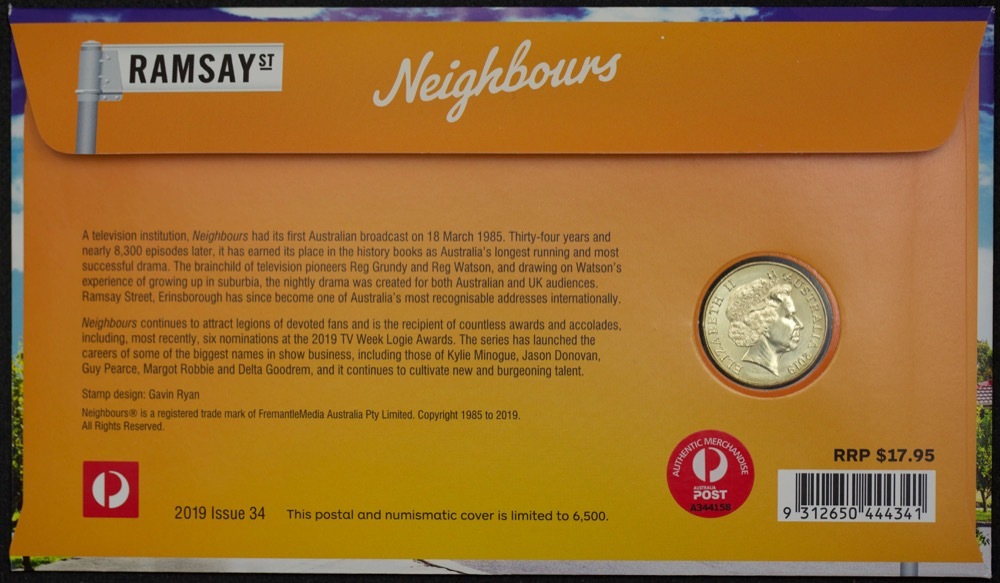 RAMSAY ST
Neighbours
A television institution, Neighbours had its first Australian broadcast on 18 March 1985. Thirty-four years and
nearly 8,300 episodes later, it has earned its place in the history books as Australia's longest running and most
successful drama. The brainchild of television pioneers Reg Grundy and Reg Watson, and drawing on Watson's
experience of growing up in suburbia, the nightly drama was created for both Australian and UK audiences.
Ramsay Street, Erinsborough has since become one of Australia's most recognisable addresses internationally.
Neighbours continues to attract legions of devoted fans and is the recipient of countless awards and accolades,
including, most recently, six nominations at the 2019 TV Week Logie Awards. The series has launched the
careers of some of the biggest names in show business, including those of Kylie Minogue, Jason Donovan,
Guy Pearce, Margot Robbie and Delta Goodrem, and it continues to cultivate new and burgeoning talent.
Stamp design: Gavin Ryan
Neighbours® is a registered trade mark of FremantleMedia Australia Pty Limited. Copyright 1985 to 2019.
All Rights Reserved.
ELIZABETH II AUSTRALIA 2019
AUTHENTIC MERCHANDISE
AUSTRALIA
POST
A344158
RRP $17.95
9 312650 444341
2019 Issue 34
This postal and numismatic cover is limited to 6,500.